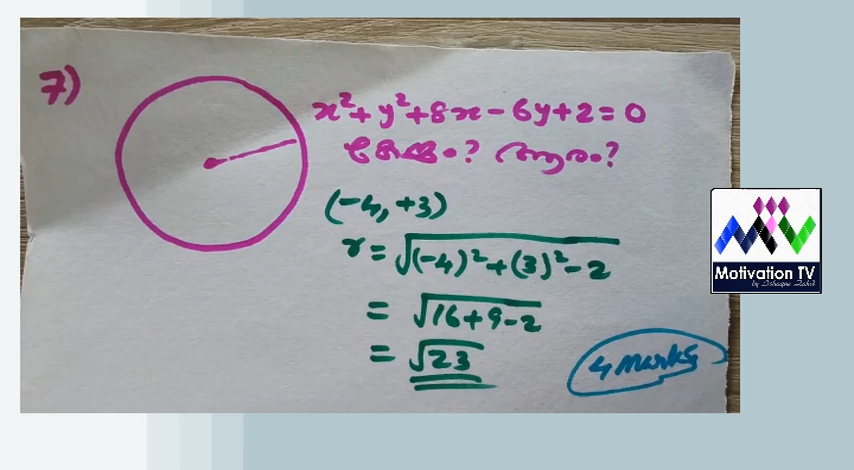 7)
x²+y²+8x-6y+2=0
കേന്ദ്രം? ആരം?
(-4,+3)
r=√(-4)²+(3)²-2
=√16+9-2
=√23
4 Marks
Motivation TV